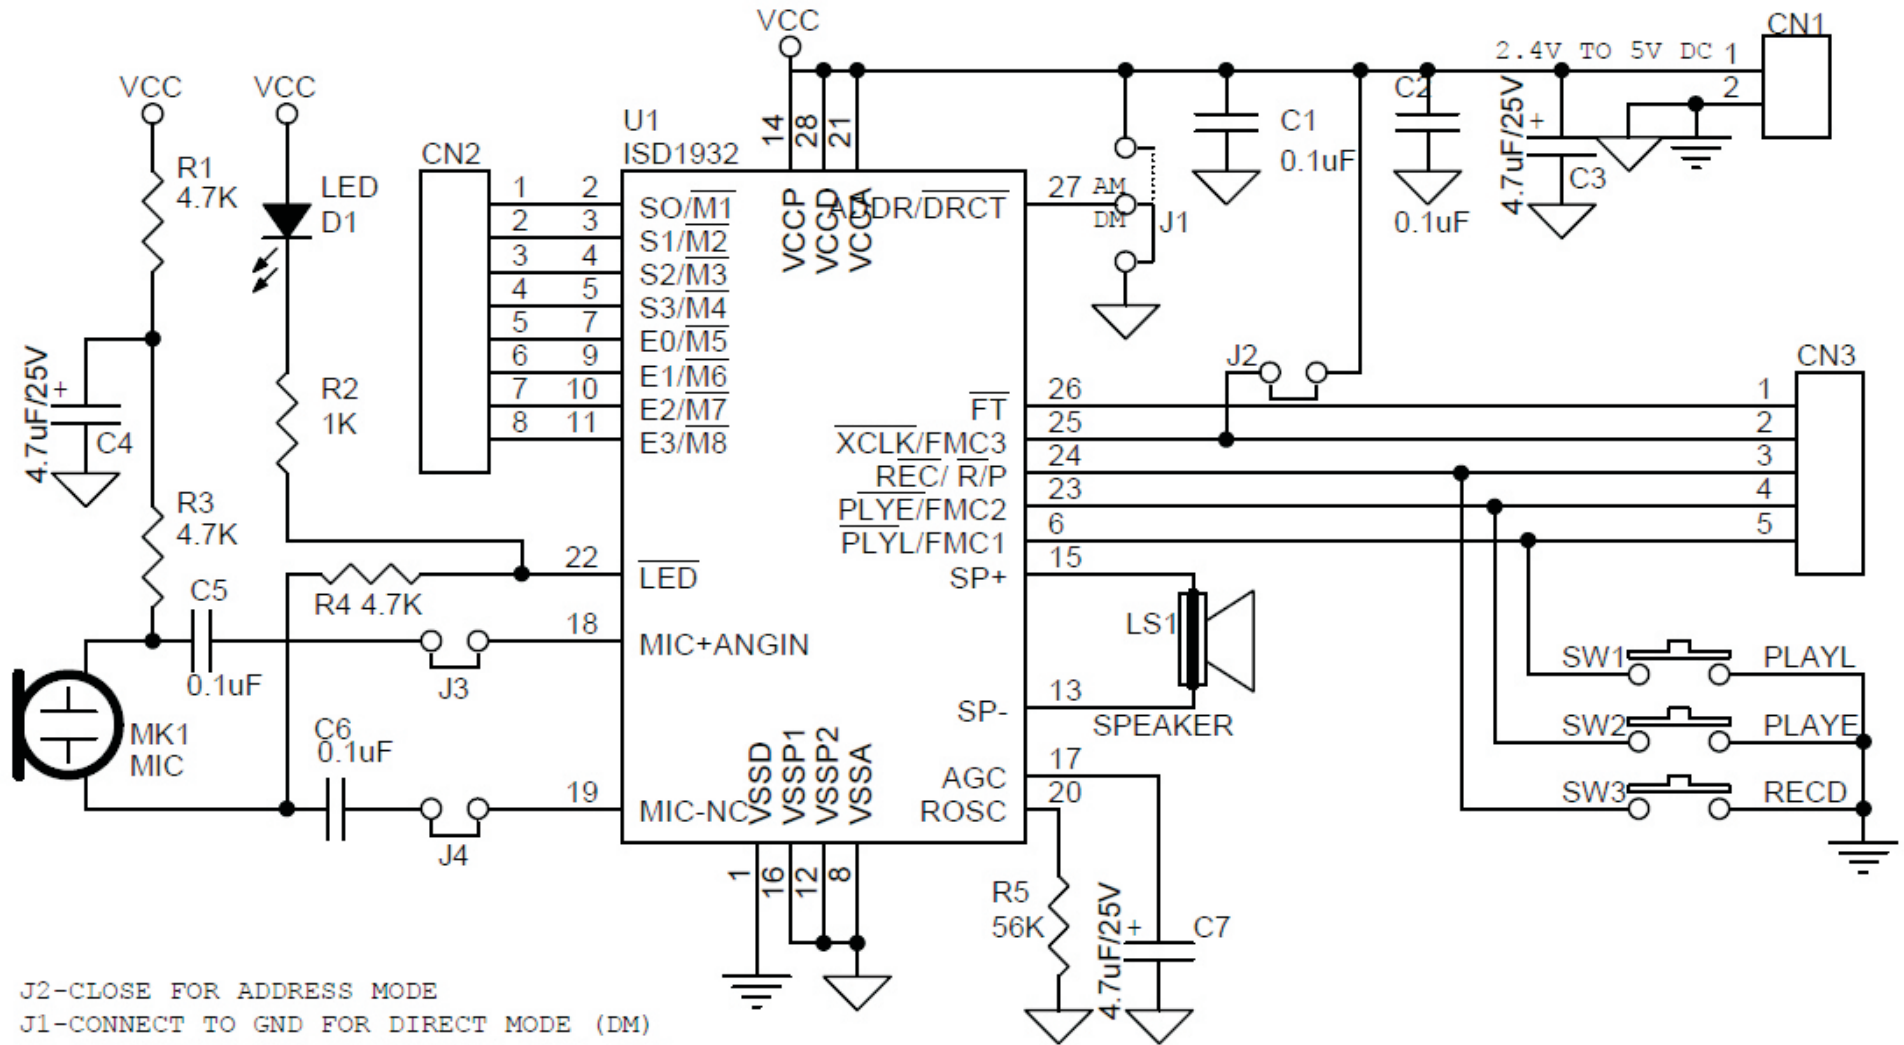 VCC
CN1
2.4V TO 5V DC
1
2
VCC
VCC
C2
0.1uF
4.7uF/25V
+
C3
C1
0.1uF
14
28
21
U1
ISD1932
CN2
R1
4.7K
LED
D1
1 2 SO/M1
2 3 S1/M2
3 4 S2/M3
4 5 S3/M4
5 7 E0/M5
6 9 E1/M6
7 10 E2/M7
8 11 E3/M8
VCCP
VCCD
VCCA
ADDR/DRCT
27
AM
DM
J1
J2
CN3
R2
1K
4.7uF/25V
+
C4
FT 26 1
XCLK/FMC3 25 2
REC/ R/P 24 3
PLYE/FMC2 23 4
PLYL/FMC1 6 5
SP+ 15
R3
4.7K
22 LED
R4 4.7K
C5
0.1uF
J3
18 MIC+ANGIN
LS1
SPEAKER
SP- 13
SW1 PLAYL
SW2 PLAYE
SW3 RECD
MK1
MIC
C6
0.1uF
J4
19 MIC-NC
VSSD
VSSP1
VSSP2
VSSA
AGC 17
ROSC 20
1
16
12
8
R5
56K
4.7uF/25V
+
C7
J2-CLOSE FOR ADDRESS MODE
J1-CONNECT TO GND FOR DIRECT MODE (DM)